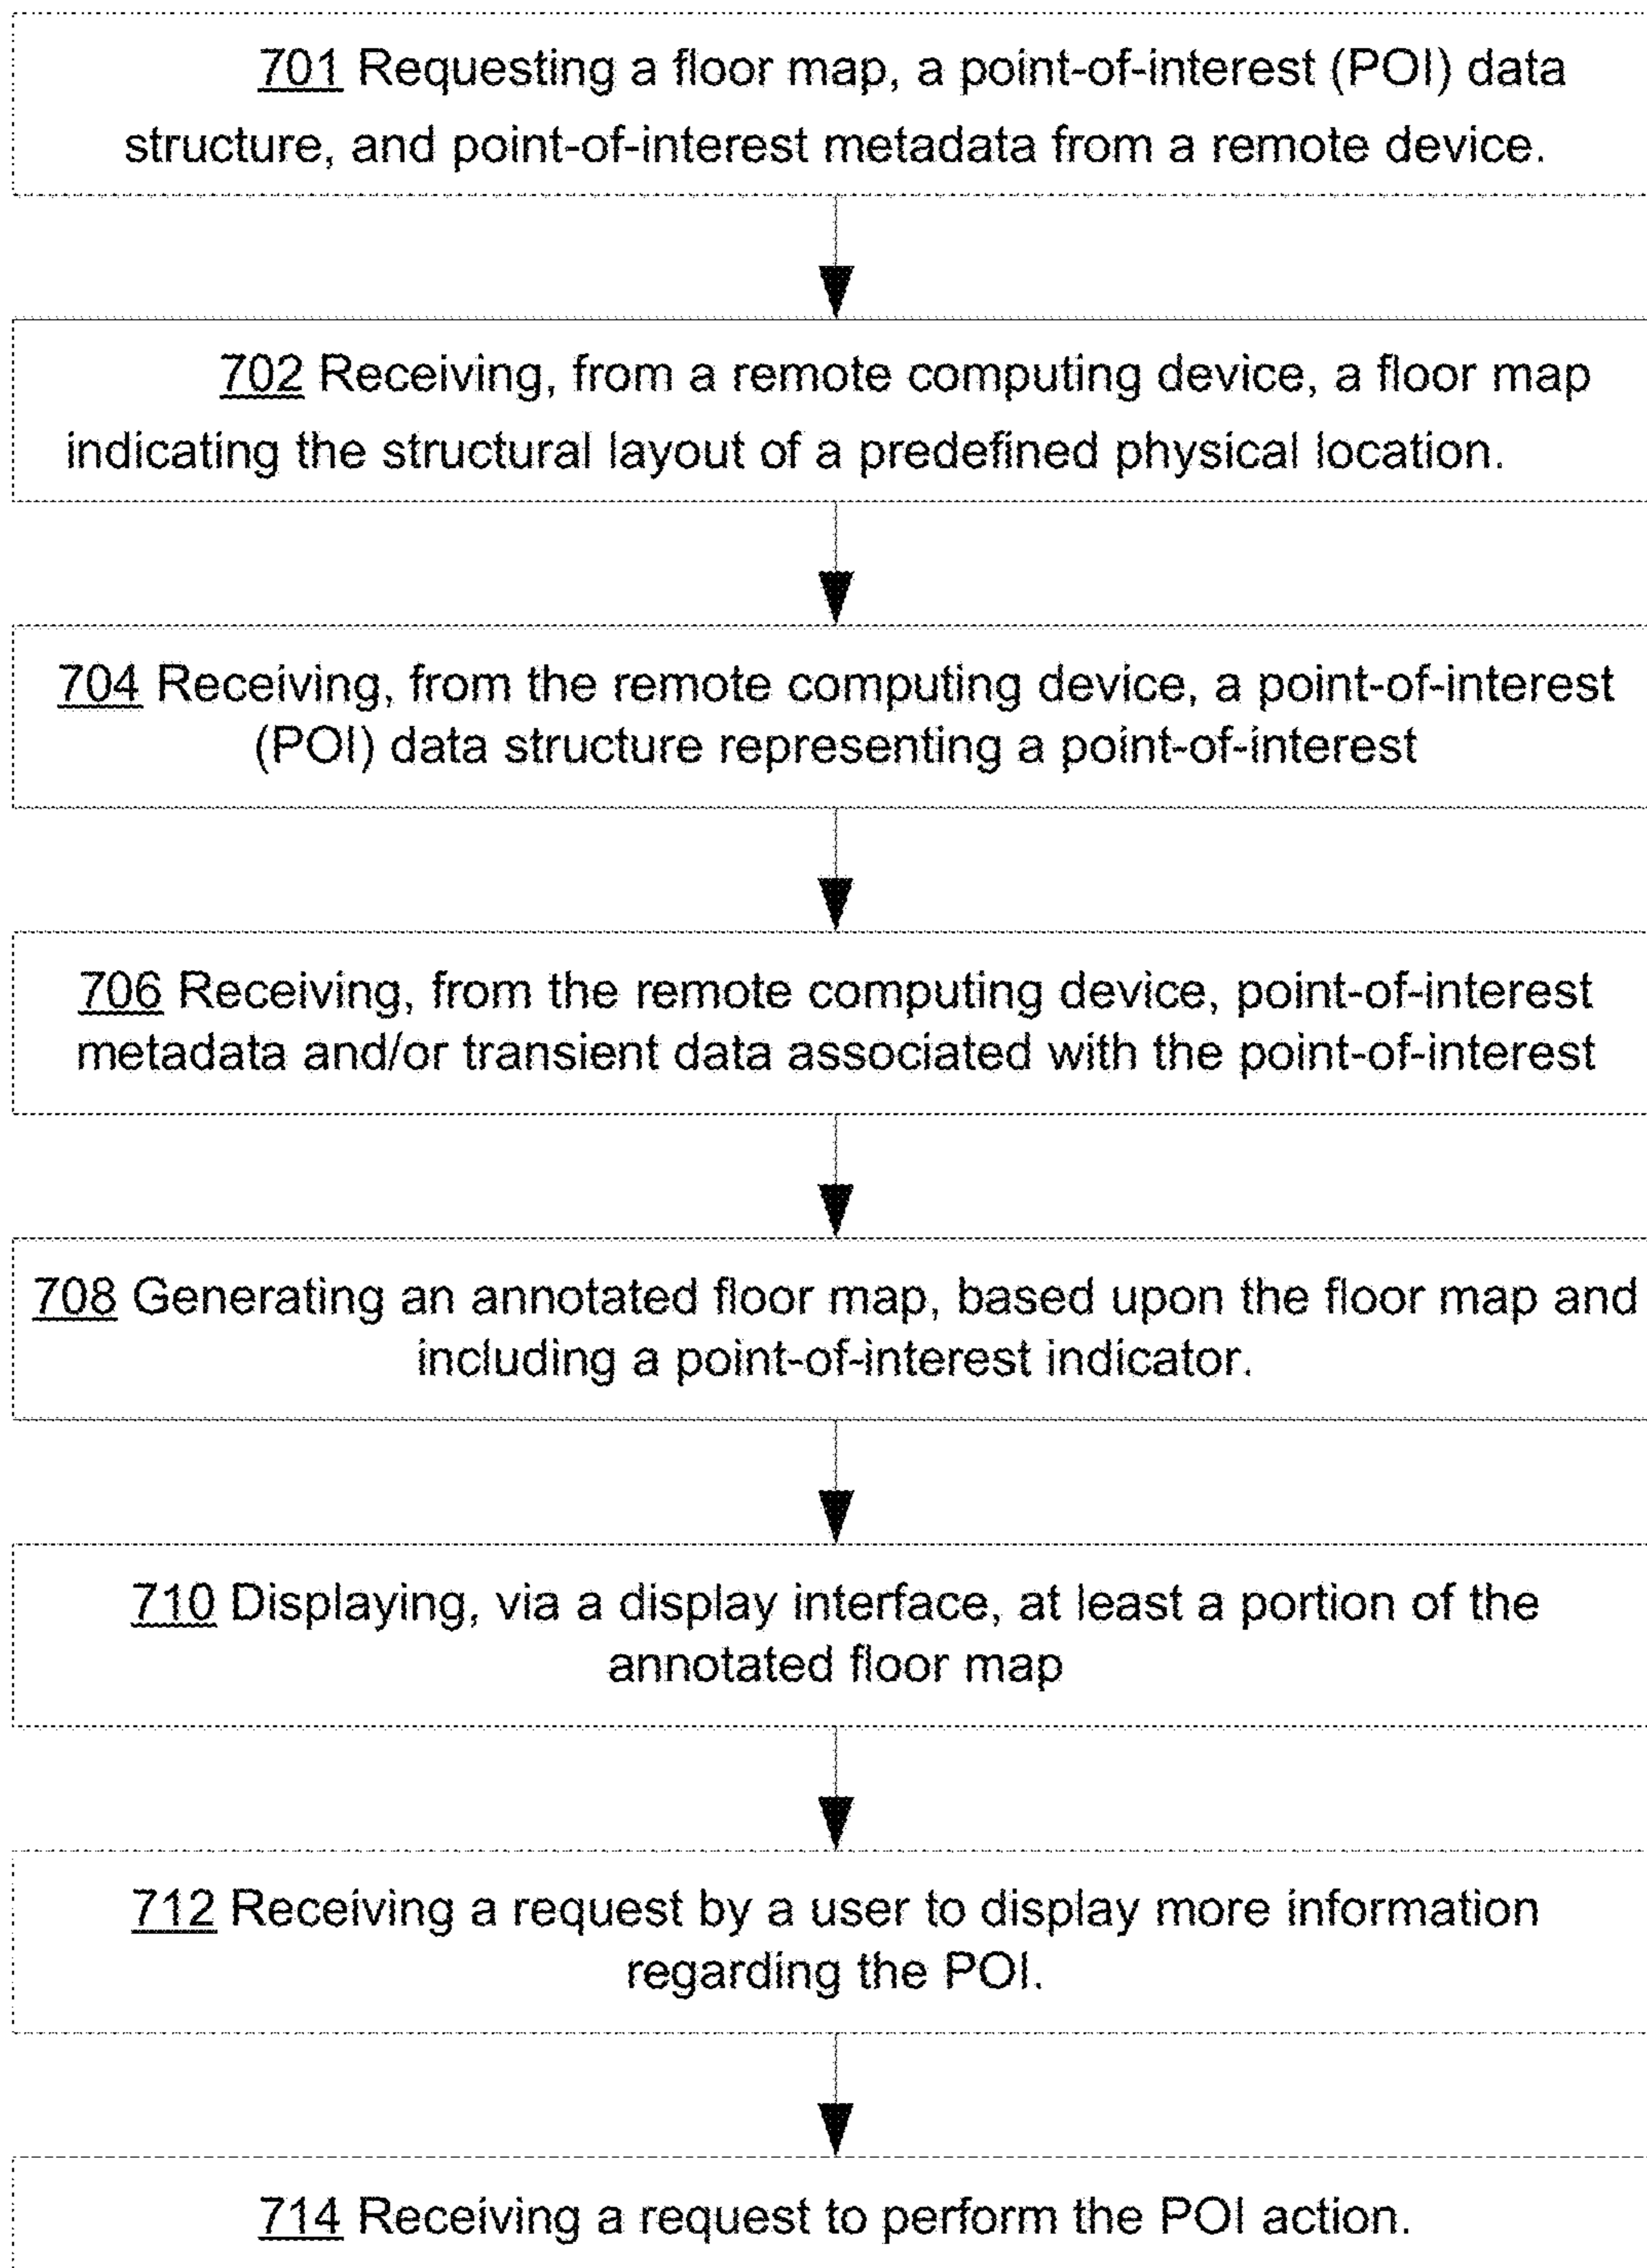 701 Requesting a floor map, a point-of-interest (POI) data
structure, and point-of-interest metadata from a remote device.
702 Receiving, from a remote computing device, a floor map
indicating the structural layout of a predefined physical location.
704 Receiving, from the remote computing device, a point-of-interest
(POI) data structure representing a point-of-interest
706 Receiving, from the remote computing device, point-of-interest
metadata and/or transient data associated with the point-of-interest
708 Generating an annotated floor map, based upon the floor map and
including a point-of-interest indicator.
710 Displaying, via a display interface, at least a portion of the
annotated floor map
712 Receiving a request by a user to display more information
regarding the POI.
714 Receiving a request to perform the POI action.